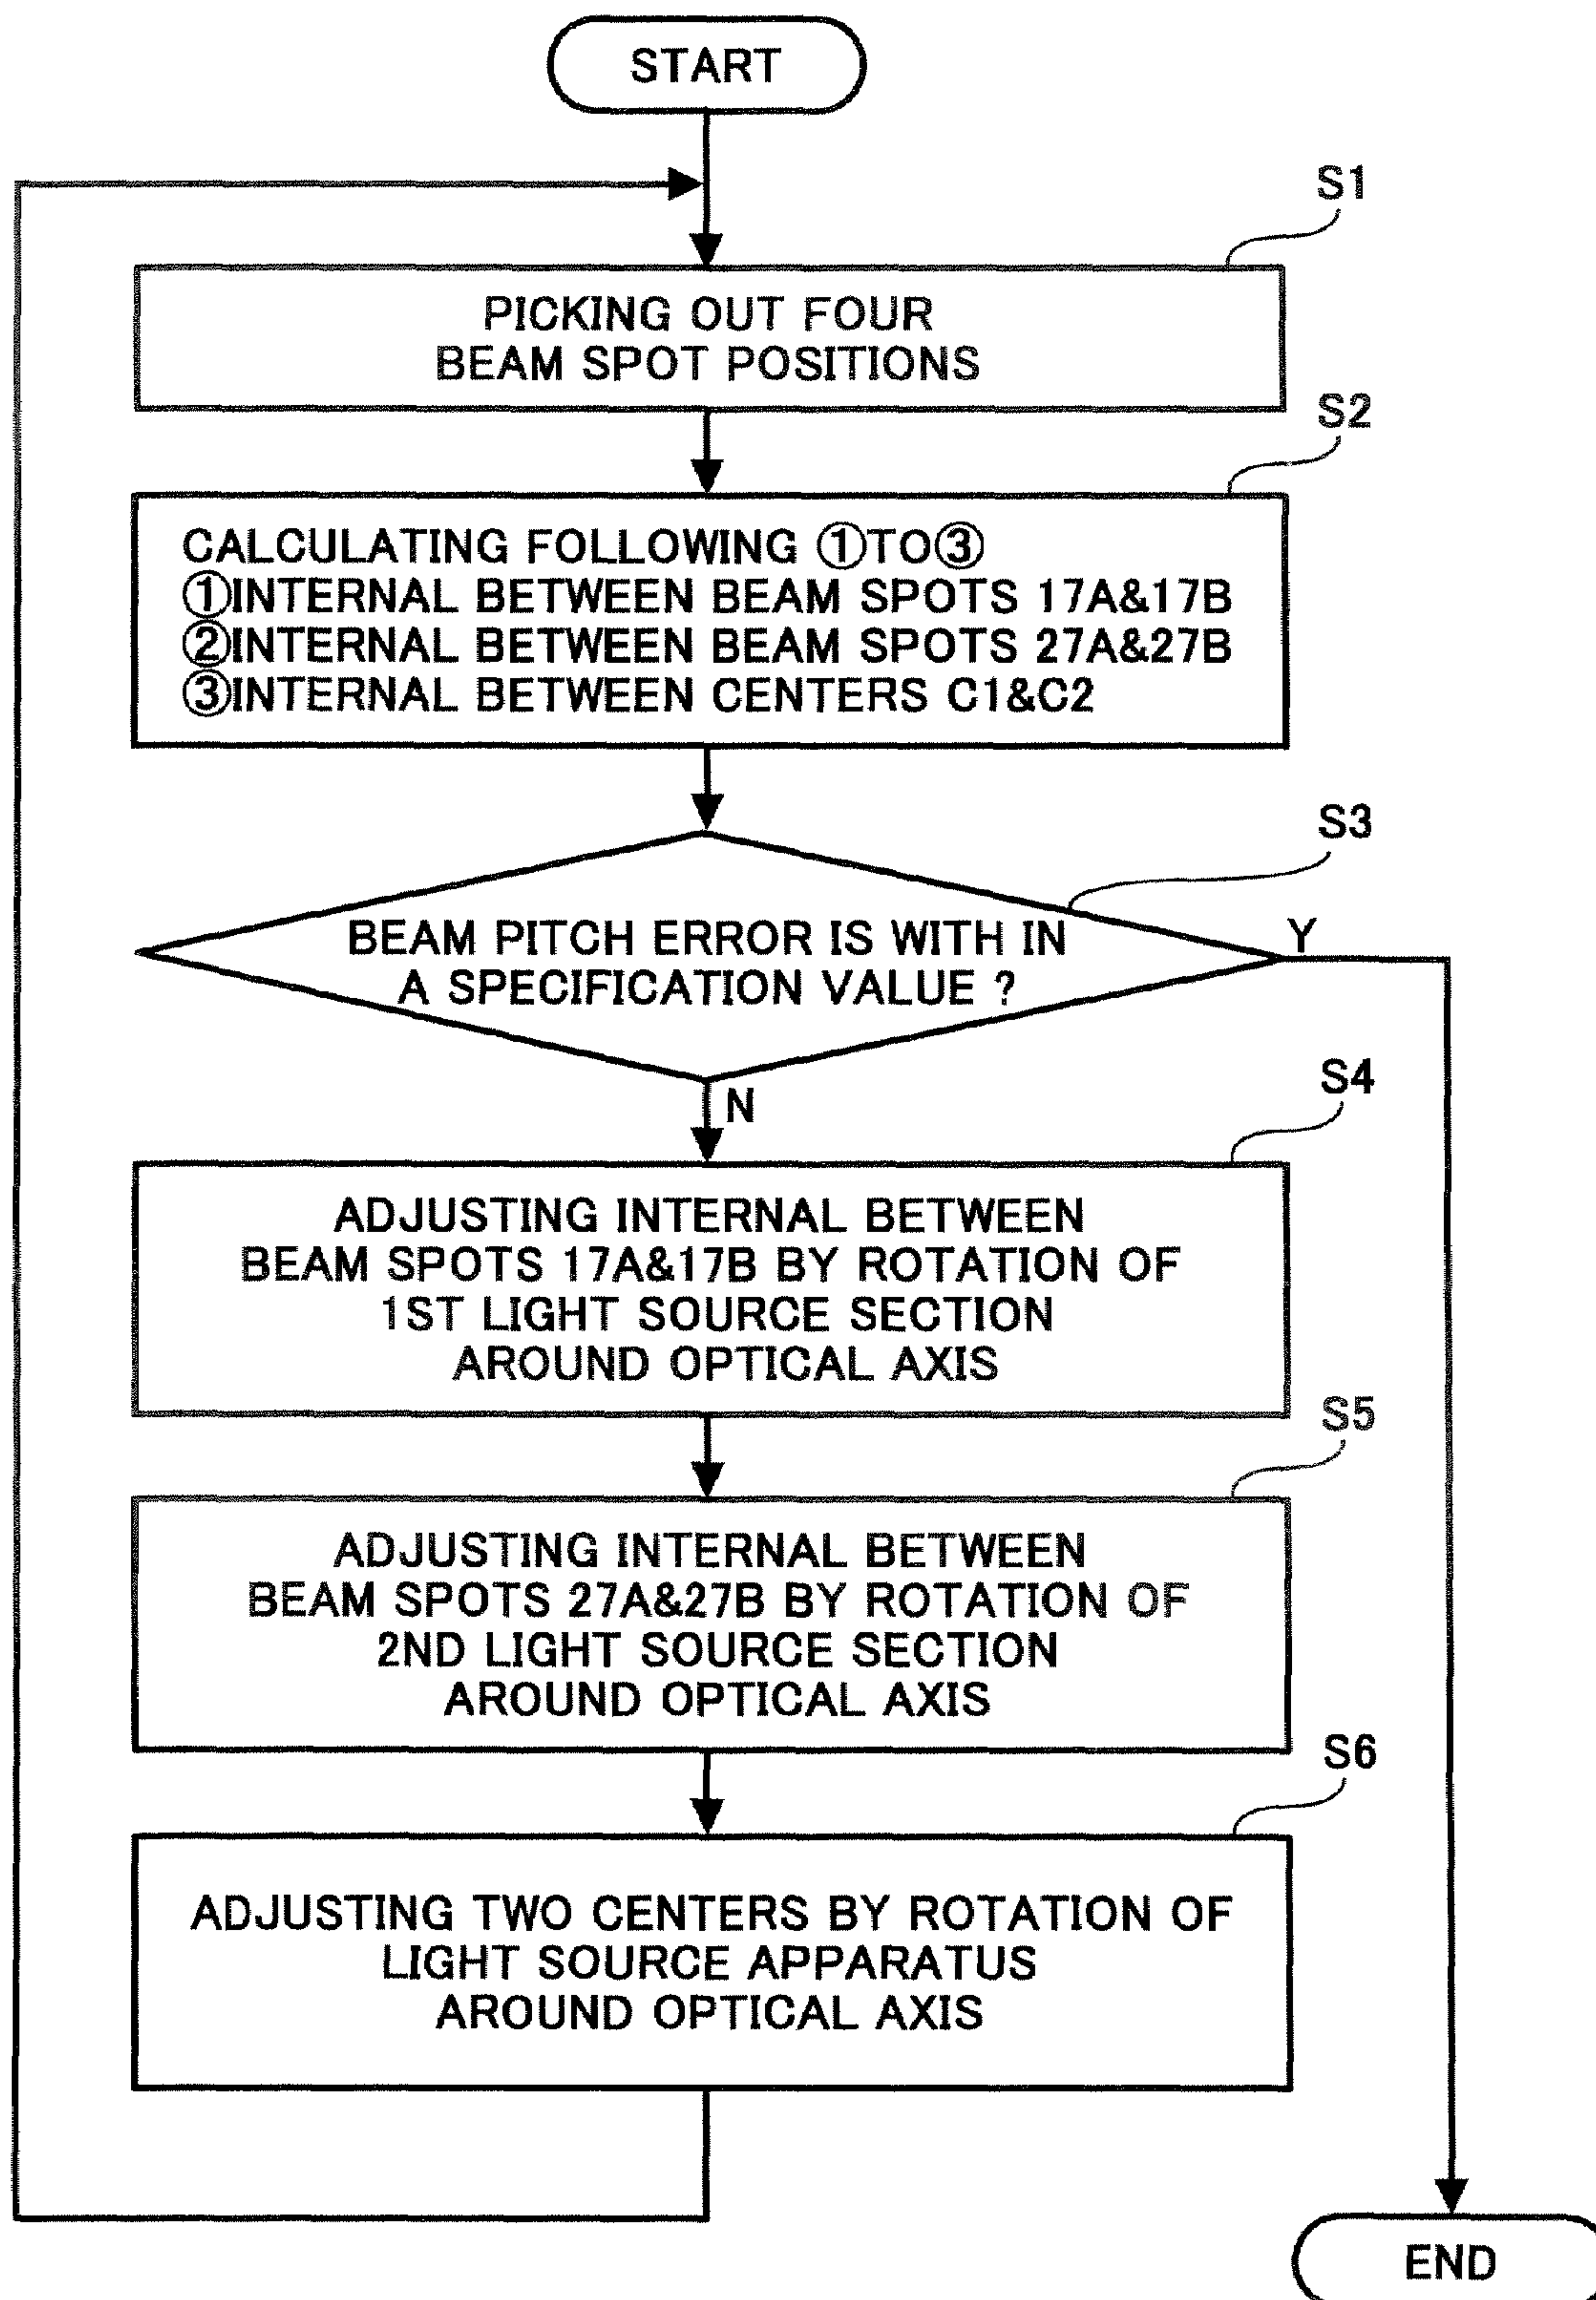 START
S1
PICKING OUT FOUR
BEAM SPOT POSITIONS
S2
CALCULATING FOLLOWING ①TO③
①INTERNAL BETWEEN BEAM SPOTS 17A&17B
②INTERNAL BETWEEN BEAM SPOTS 27A&27B
③INTERNAL BETWEEN CENTERS C1&C2
S3
BEAM PITCH ERROR IS WITH IN
A SPECIFICATION VALUE ?
Y
N
S4
ADJUSTING INTERNAL BETWEEN
BEAM SPOTS 17A&17B BY ROTATION OF
1ST LIGHT SOURCE SECTION
AROUND OPTICAL AXIS
S5
ADJUSTING INTERNAL BETWEEN
BEAM SPOTS 27A&27B BY ROTATION OF
2ND LIGHT SOURCE SECTION
AROUND OPTICAL AXIS
S6
ADJUSTING TWO CENTERS BY ROTATION OF
LIGHT SOURCE APPARATUS
AROUND OPTICAL AXIS
END